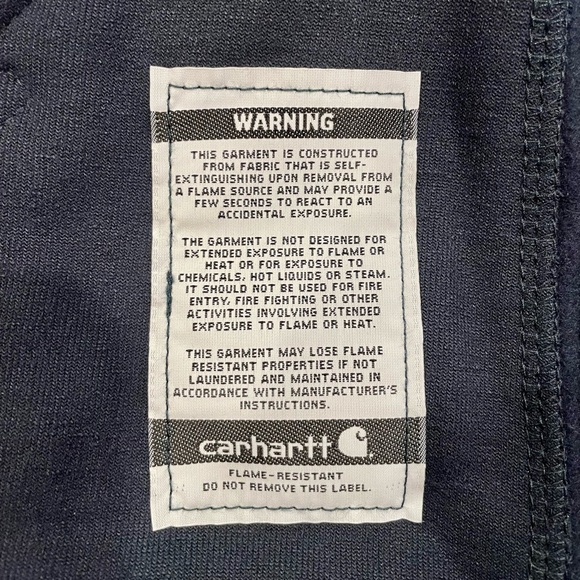 WARNING
THIS GARMENT IS CONSTRUCTED
FROM FABRIC THAT IS SELF-
EXTINGUISHING UPON REMOVAL FROM
A FLAME SOURCE AND MAY PROVIDE A
FEW SECONDS TO REACT TO AN
ACCIDENTAL EXPOSURE.
THE GARMENT IS NOT DESIGNED FOR
EXTENDED EXPOSURE TO FLAME OR
HEAT OR FOR EXPOSURE TO
CHEMICALS, HOT LIQUIDS OR STEAM.
IT SHOULD NOT BE USED FOR FIRE
ENTRY, FIRE FIGHTING OR OTHER
ACTIVITIES INVOLVING EXTENDED
EXPOSURE TO FLAME OR HEAT.
THIS GARMENT MAY LOSE FLAME
RESISTANT PROPERTIES IF NOT
LAUNDERED AND MAINTAINED IN
ACCORDANCE WITH MANUFACTURER'S
INSTRUCTIONS.
carhartt
FLAME-RESISTANT
DO NOT REMOVE THIS LABEL.